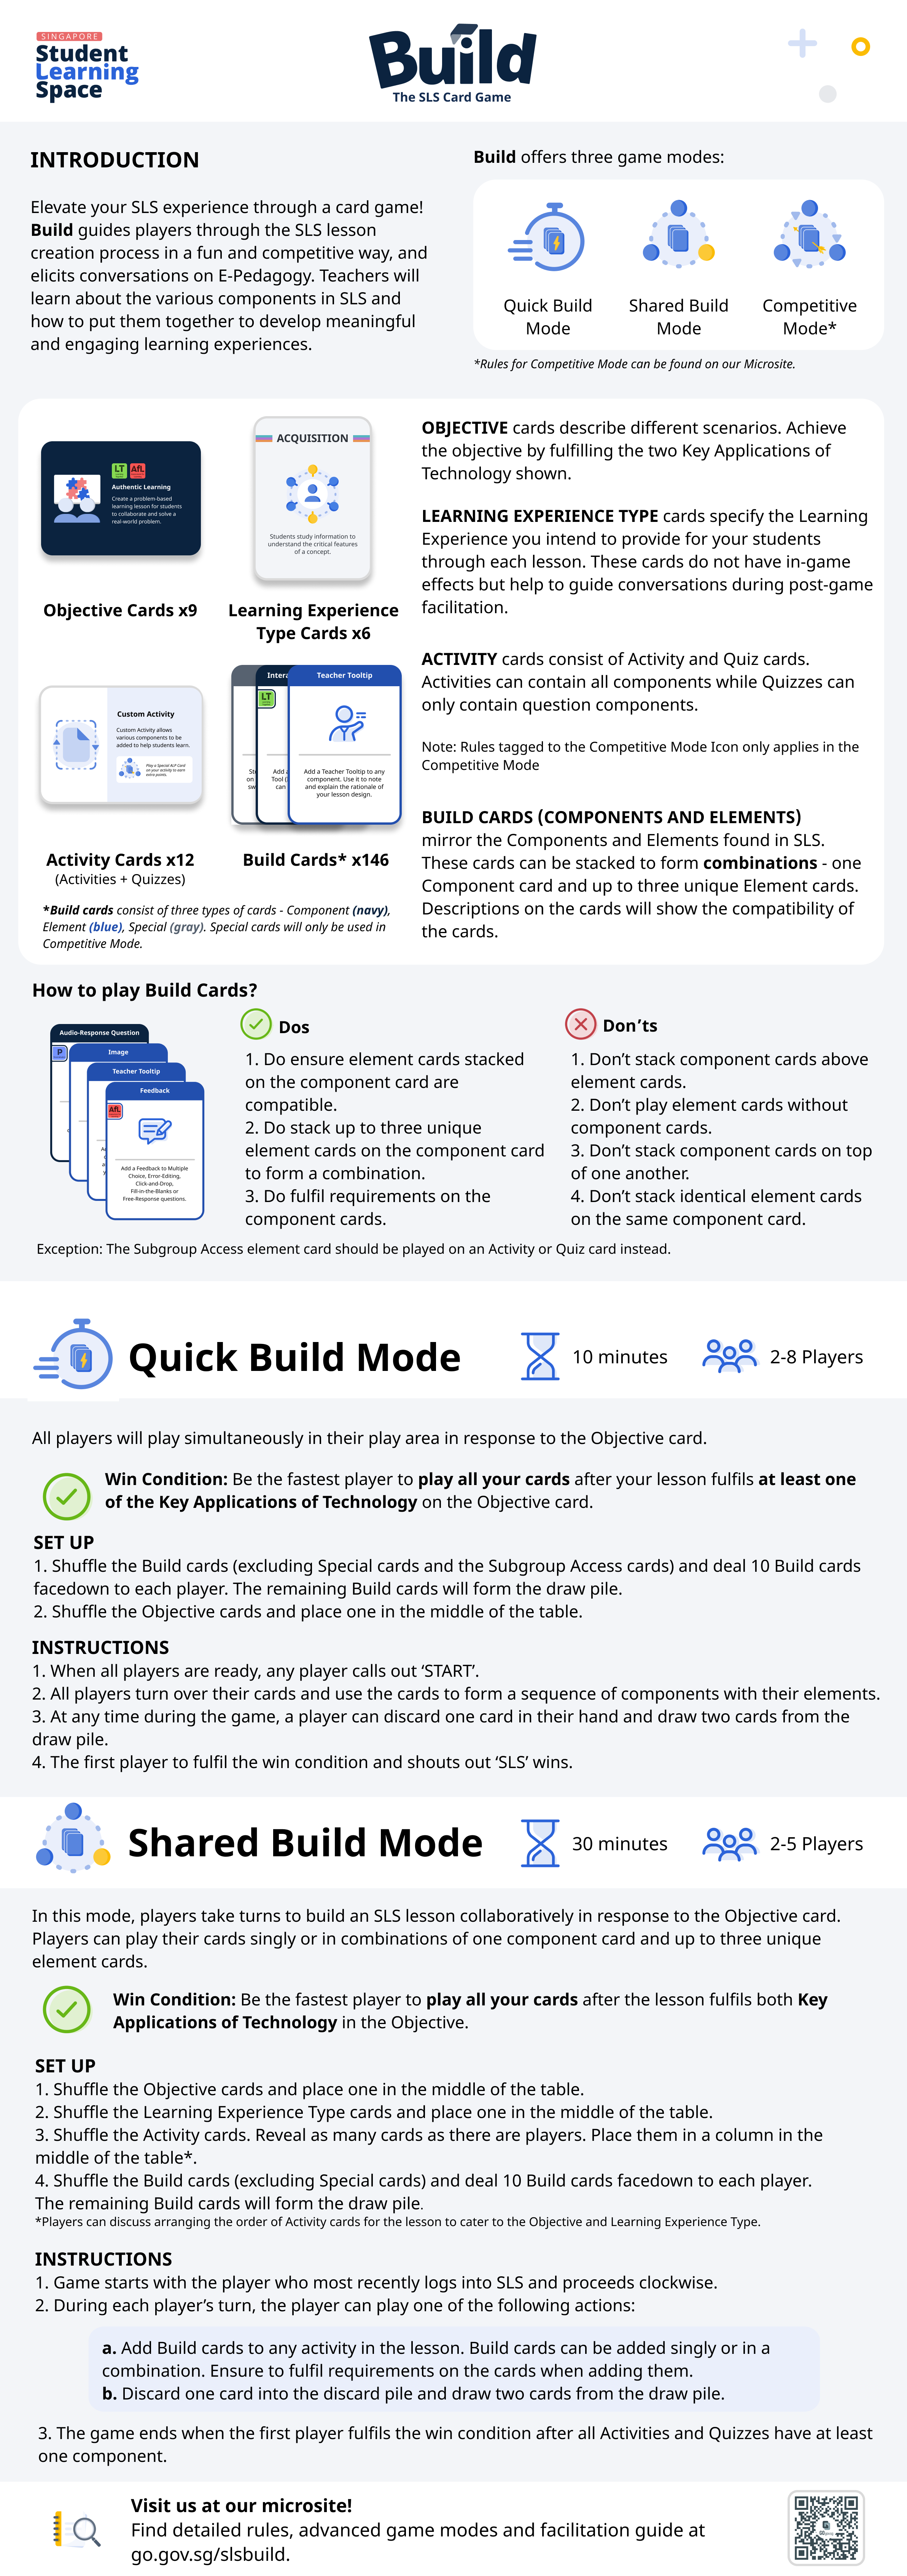 SINGAPORE
Student
Learning
Space
Build
The SLS Card Game
INTRODUCTION
Elevate your SLS experience through a card game!
Build guides players through the SLS lesson
creation process in a fun and competitive way, and
elicits conversations on E-Pedagogy. Teachers will
learn about the various components in SLS and
how to put them together to develop meaningful
and engaging learning experiences.
Build offers three game modes:
Quick Build
Mode
Shared Build
Mode
Competitive
Mode*
*Rules for Competitive Mode can be found on our Microsite.
LT AfL
Authentic Learning
Create a problem-based
learning lesson for students
to collaborate and solve a
real-world problem.
Objective Cards x9
ACQUISITION
Students study information to
understand the critical features
of a concept.
Learning Experience
Type Cards x6
Custom Activity
Custom Activity allows
various components to be
added to help students learn.
Play a Special SLP Card
on your activity to earn
extra points.
Activity Cards x12
(Activities + Quizzes)
Intera
Teacher Tooltip
LT
Add a Teacher Tooltip to any
component. Use it to note
and explain the rationale of
your lesson design.
Build Cards* x146
*Build cards consist of three types of cards - Component (navy),
Element (blue), Special (gray). Special cards will only be used in
Competitive Mode.
OBJECTIVE cards describe different scenarios. Achieve
the objective by fulfilling the two Key Applications of
Technology shown.
LEARNING EXPERIENCE TYPE cards specify the Learning
Experience you intend to provide for your students
through each lesson. These cards do not have in-game
effects but help to guide conversations during post-game
facilitation.
ACTIVITY cards consist of Activity and Quiz cards.
Activities can contain all components while Quizzes can
only contain question components.
Note: Rules tagged to the Competitive Mode Icon only applies in the
Competitive Mode
BUILD CARDS (COMPONENTS AND ELEMENTS)
mirror the Components and Elements found in SLS.
These cards can be stacked to form combinations - one
Component card and up to three unique Element cards.
Descriptions on the cards will show the compatibility of
the cards.
How to play Build Cards?
Audio-Response Question
P
Image
Teacher Tooltip
Feedback
AfL
Add a Feedback to Multiple
Choice, Error-Editing,
Click-and-Drop,
Fill-in-the-Blanks or
Free-Response questions.
Dos
1. Do ensure element cards stacked
on the component card are
compatible.
2. Do stack up to three unique
element cards on the component card
to form a combination.
3. Do fulfil requirements on the
component cards.
Don’ts
1. Don’t stack component cards above
element cards.
2. Don’t play element cards without
component cards.
3. Don’t stack component cards on top
of one another.
4. Don’t stack identical element cards
on the same component card.
Exception: The Subgroup Access element card should be played on an Activity or Quiz card instead.
Quick Build Mode
10 minutes
2-8 Players
All players will play simultaneously in their play area in response to the Objective card.
Win Condition: Be the fastest player to play all your cards after your lesson fulfils at least one
of the Key Applications of Technology on the Objective card.
SET UP
1. Shuffle the Build cards (excluding Special cards and the Subgroup Access cards) and deal 10 Build cards
facedown to each player. The remaining Build cards will form the draw pile.
2. Shuffle the Objective cards and place one in the middle of the table.
INSTRUCTIONS
1. When all players are ready, any player calls out ‘START’.
2. All players turn over their cards and use the cards to form a sequence of components with their elements.
3. At any time during the game, a player can discard one card in their hand and draw two cards from the
draw pile.
4. The first player to fulfil the win condition and shouts out ‘SLS’ wins.
Shared Build Mode
30 minutes
2-5 Players
In this mode, players take turns to build an SLS lesson collaboratively in response to the Objective card.
Players can play their cards singly or in combinations of one component card and up to three unique
element cards.
Win Condition: Be the fastest player to play all your cards after the lesson fulfils both Key
Applications of Technology in the Objective.
SET UP
1. Shuffle the Objective cards and place one in the middle of the table.
2. Shuffle the Learning Experience Type cards and place one in the middle of the table.
3. Shuffle the Activity cards. Reveal as many cards as there are players. Place them in a column in the
middle of the table*.
4. Shuffle the Build cards (excluding Special cards) and deal 10 Build cards facedown to each player.
The remaining Build cards will form the draw pile.
*Players can discuss arranging the order of Activity cards for the lesson to cater to the Objective and Learning Experience Type.
INSTRUCTIONS
1. Game starts with the player who most recently logs into SLS and proceeds clockwise.
2. During each player’s turn, the player can play one of the following actions:
a. Add Build cards to any activity in the lesson. Build cards can be added singly or in a
combination. Ensure to fulfil requirements on the cards when adding them.
b. Discard one card into the discard pile and draw two cards from the draw pile.
3. The game ends when the first player fulfils the win condition after all Activities and Quizzes have at least
one component.
Visit us at our microsite!
Find detailed rules, advanced game modes and facilitation guide at
go.gov.sg/slsbuild.